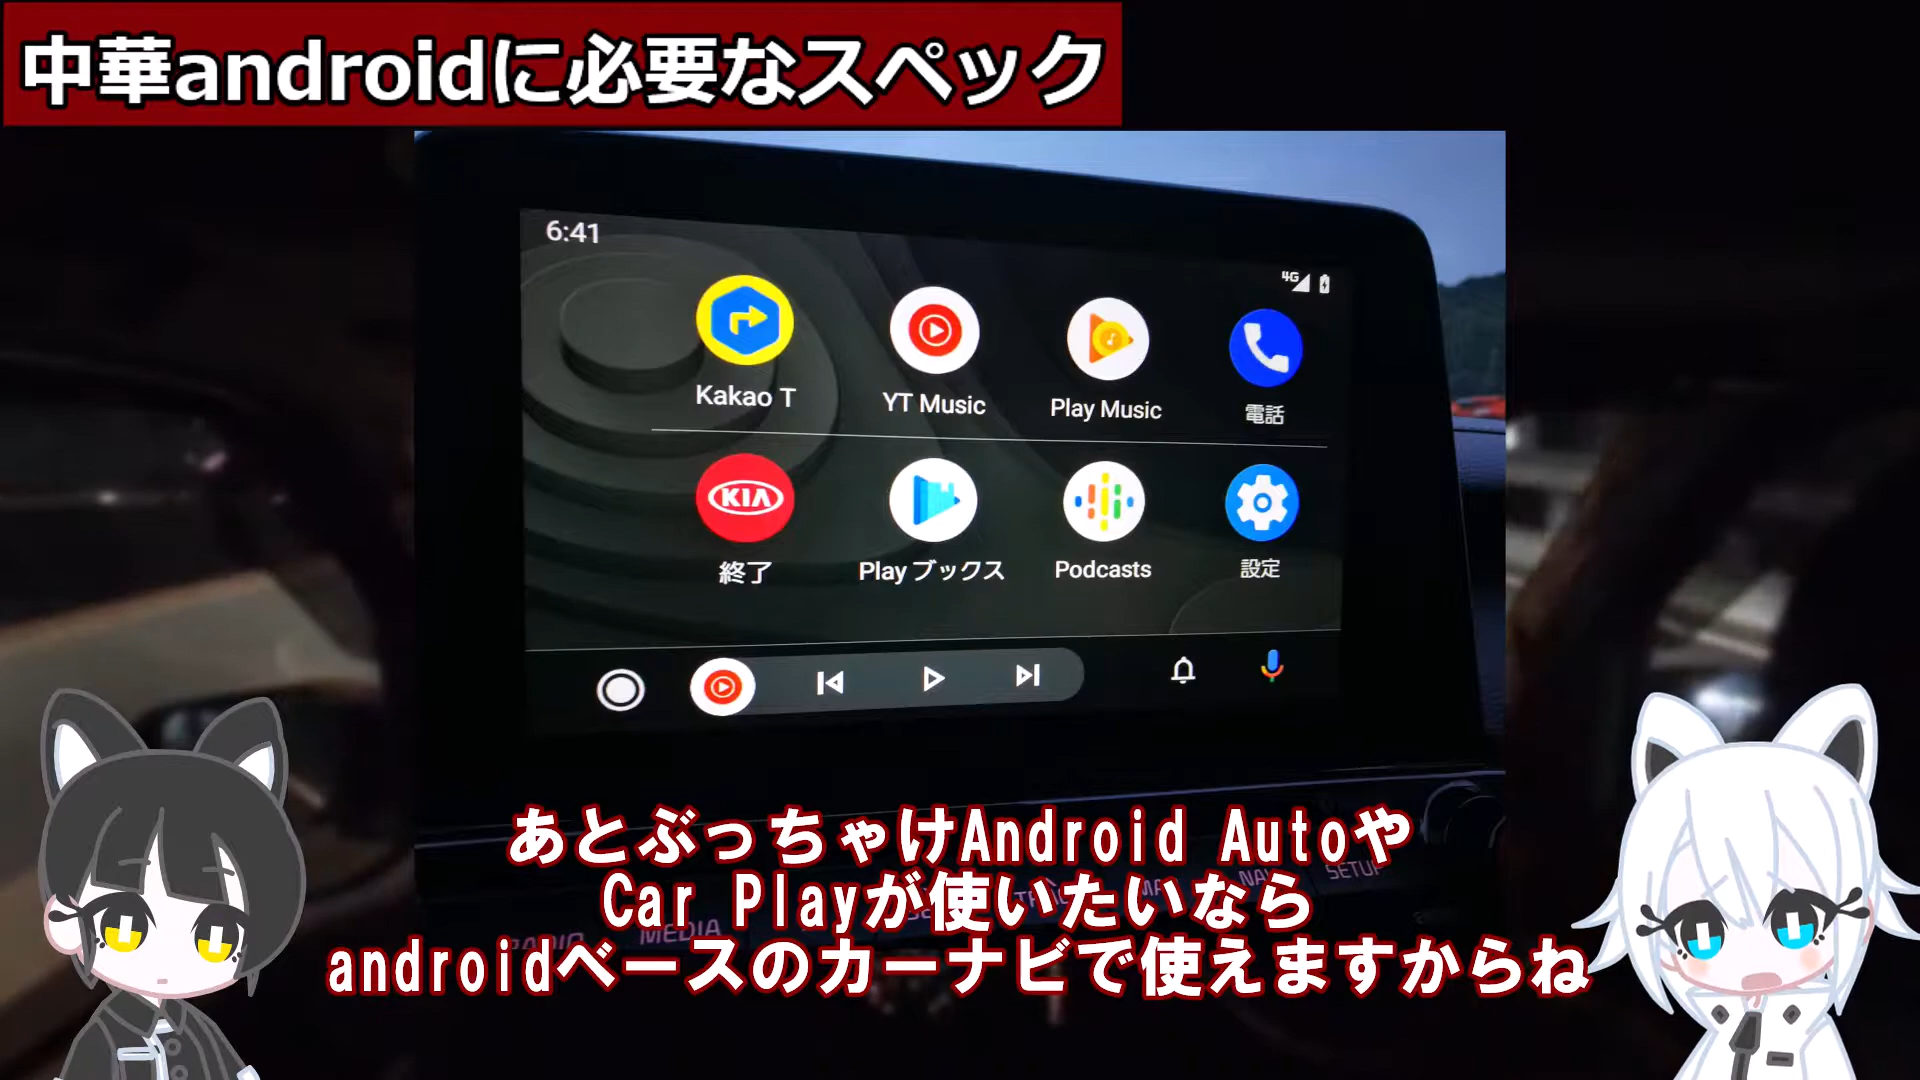 中華androidに必要なスペック
6:41
4G
Kakao T
YT Music
Play Music
電話
KIA
終了
Play ブックス
Podcasts
設定
あとぶっちゃけAndroid Autoや
SETUP
Car Playが使いたいなら
MEDIA
androidベースのカーナビで使えますからね